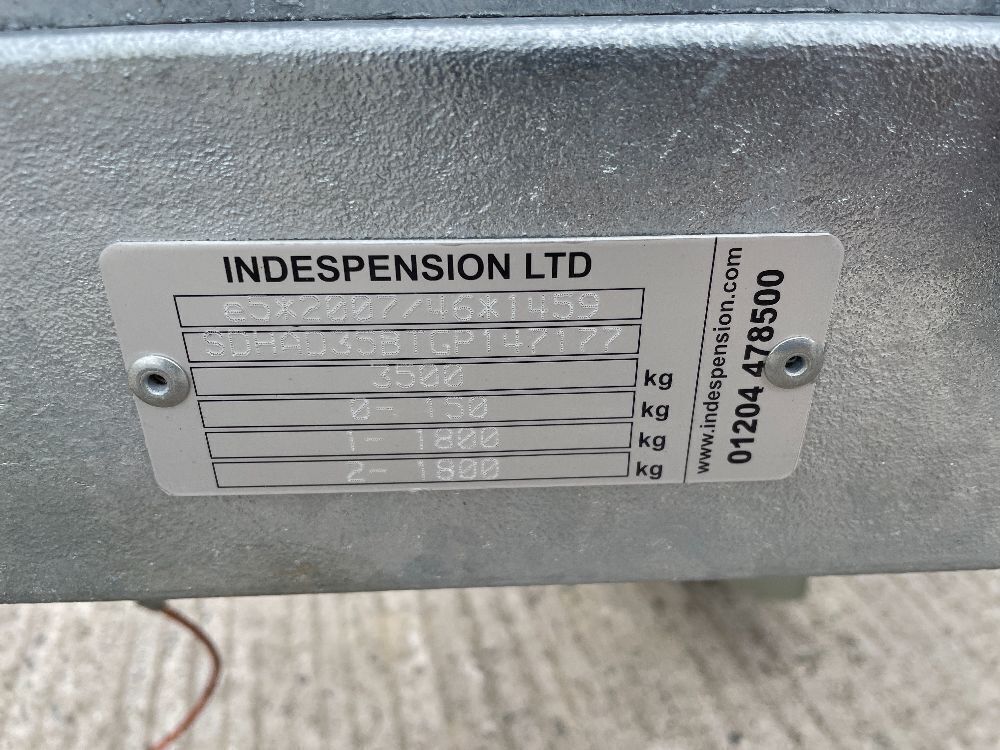 INDESPENSION LTD
e5*2007/46*1459
SDHAD35BTGP147177
3500 kg
0- 150 kg
1- 1800 kg
2- 1800 kg
www.indespension.com
01204 478500